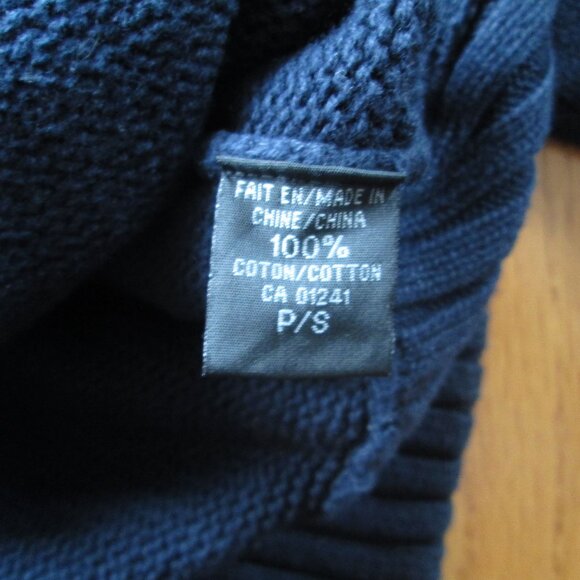 FAIT EN/MADE IN
CHINE/CHINA
100%
COTON/COTTON
CA 01241
P/S